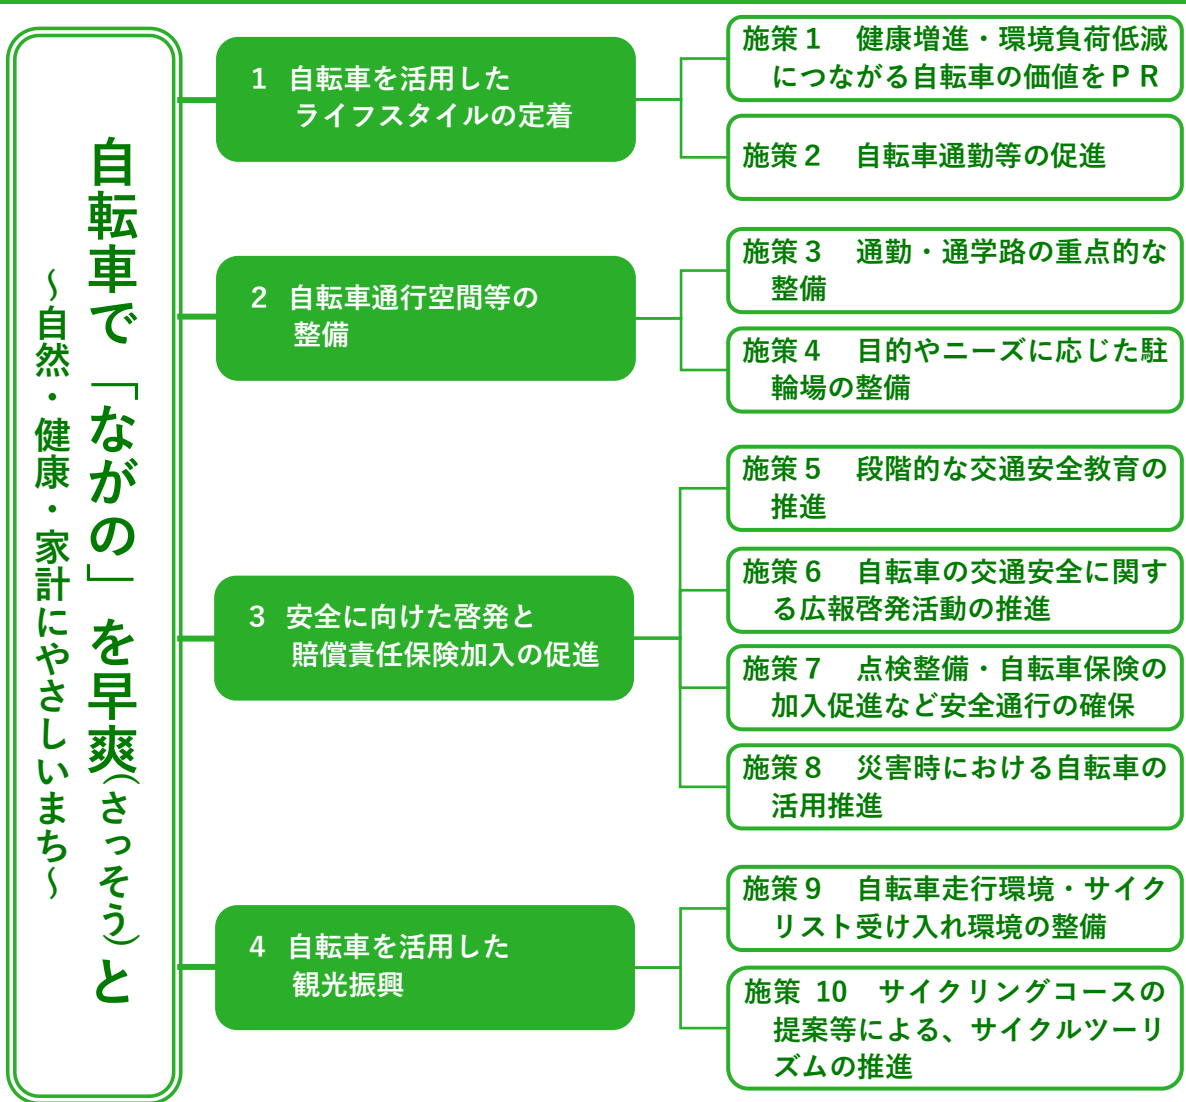 自転車で「ながの」を早爽(さっそう)と
～自然・健康・家計にやさしいまち～
1 自転車を活用した
ライフスタイルの定着
施策１　健康増進・環境負荷低減
につながる自転車の価値をＰＲ
施策２　自転車通勤等の促進
2 自転車通行空間等の
整備
施策３　通勤・通学路の重点的な
整備
施策４　目的やニーズに応じた駐
輪場の整備
3 安全に向けた啓発と
賠償責任保険加入の促進
施策５　段階的な交通安全教育の
推進
施策６　自転車の交通安全に関す
る広報啓発活動の推進
施策７　点検整備・自転車保険の
加入促進など安全通行の確保
施策８　災害時における自転車の
活用推進
4 自転車を活用した
観光振興
施策９　自転車走行環境・サイク
リスト受け入れ環境の整備
施策 10　サイクリングコースの
提案等による、サイクルツーリ
ズムの推進